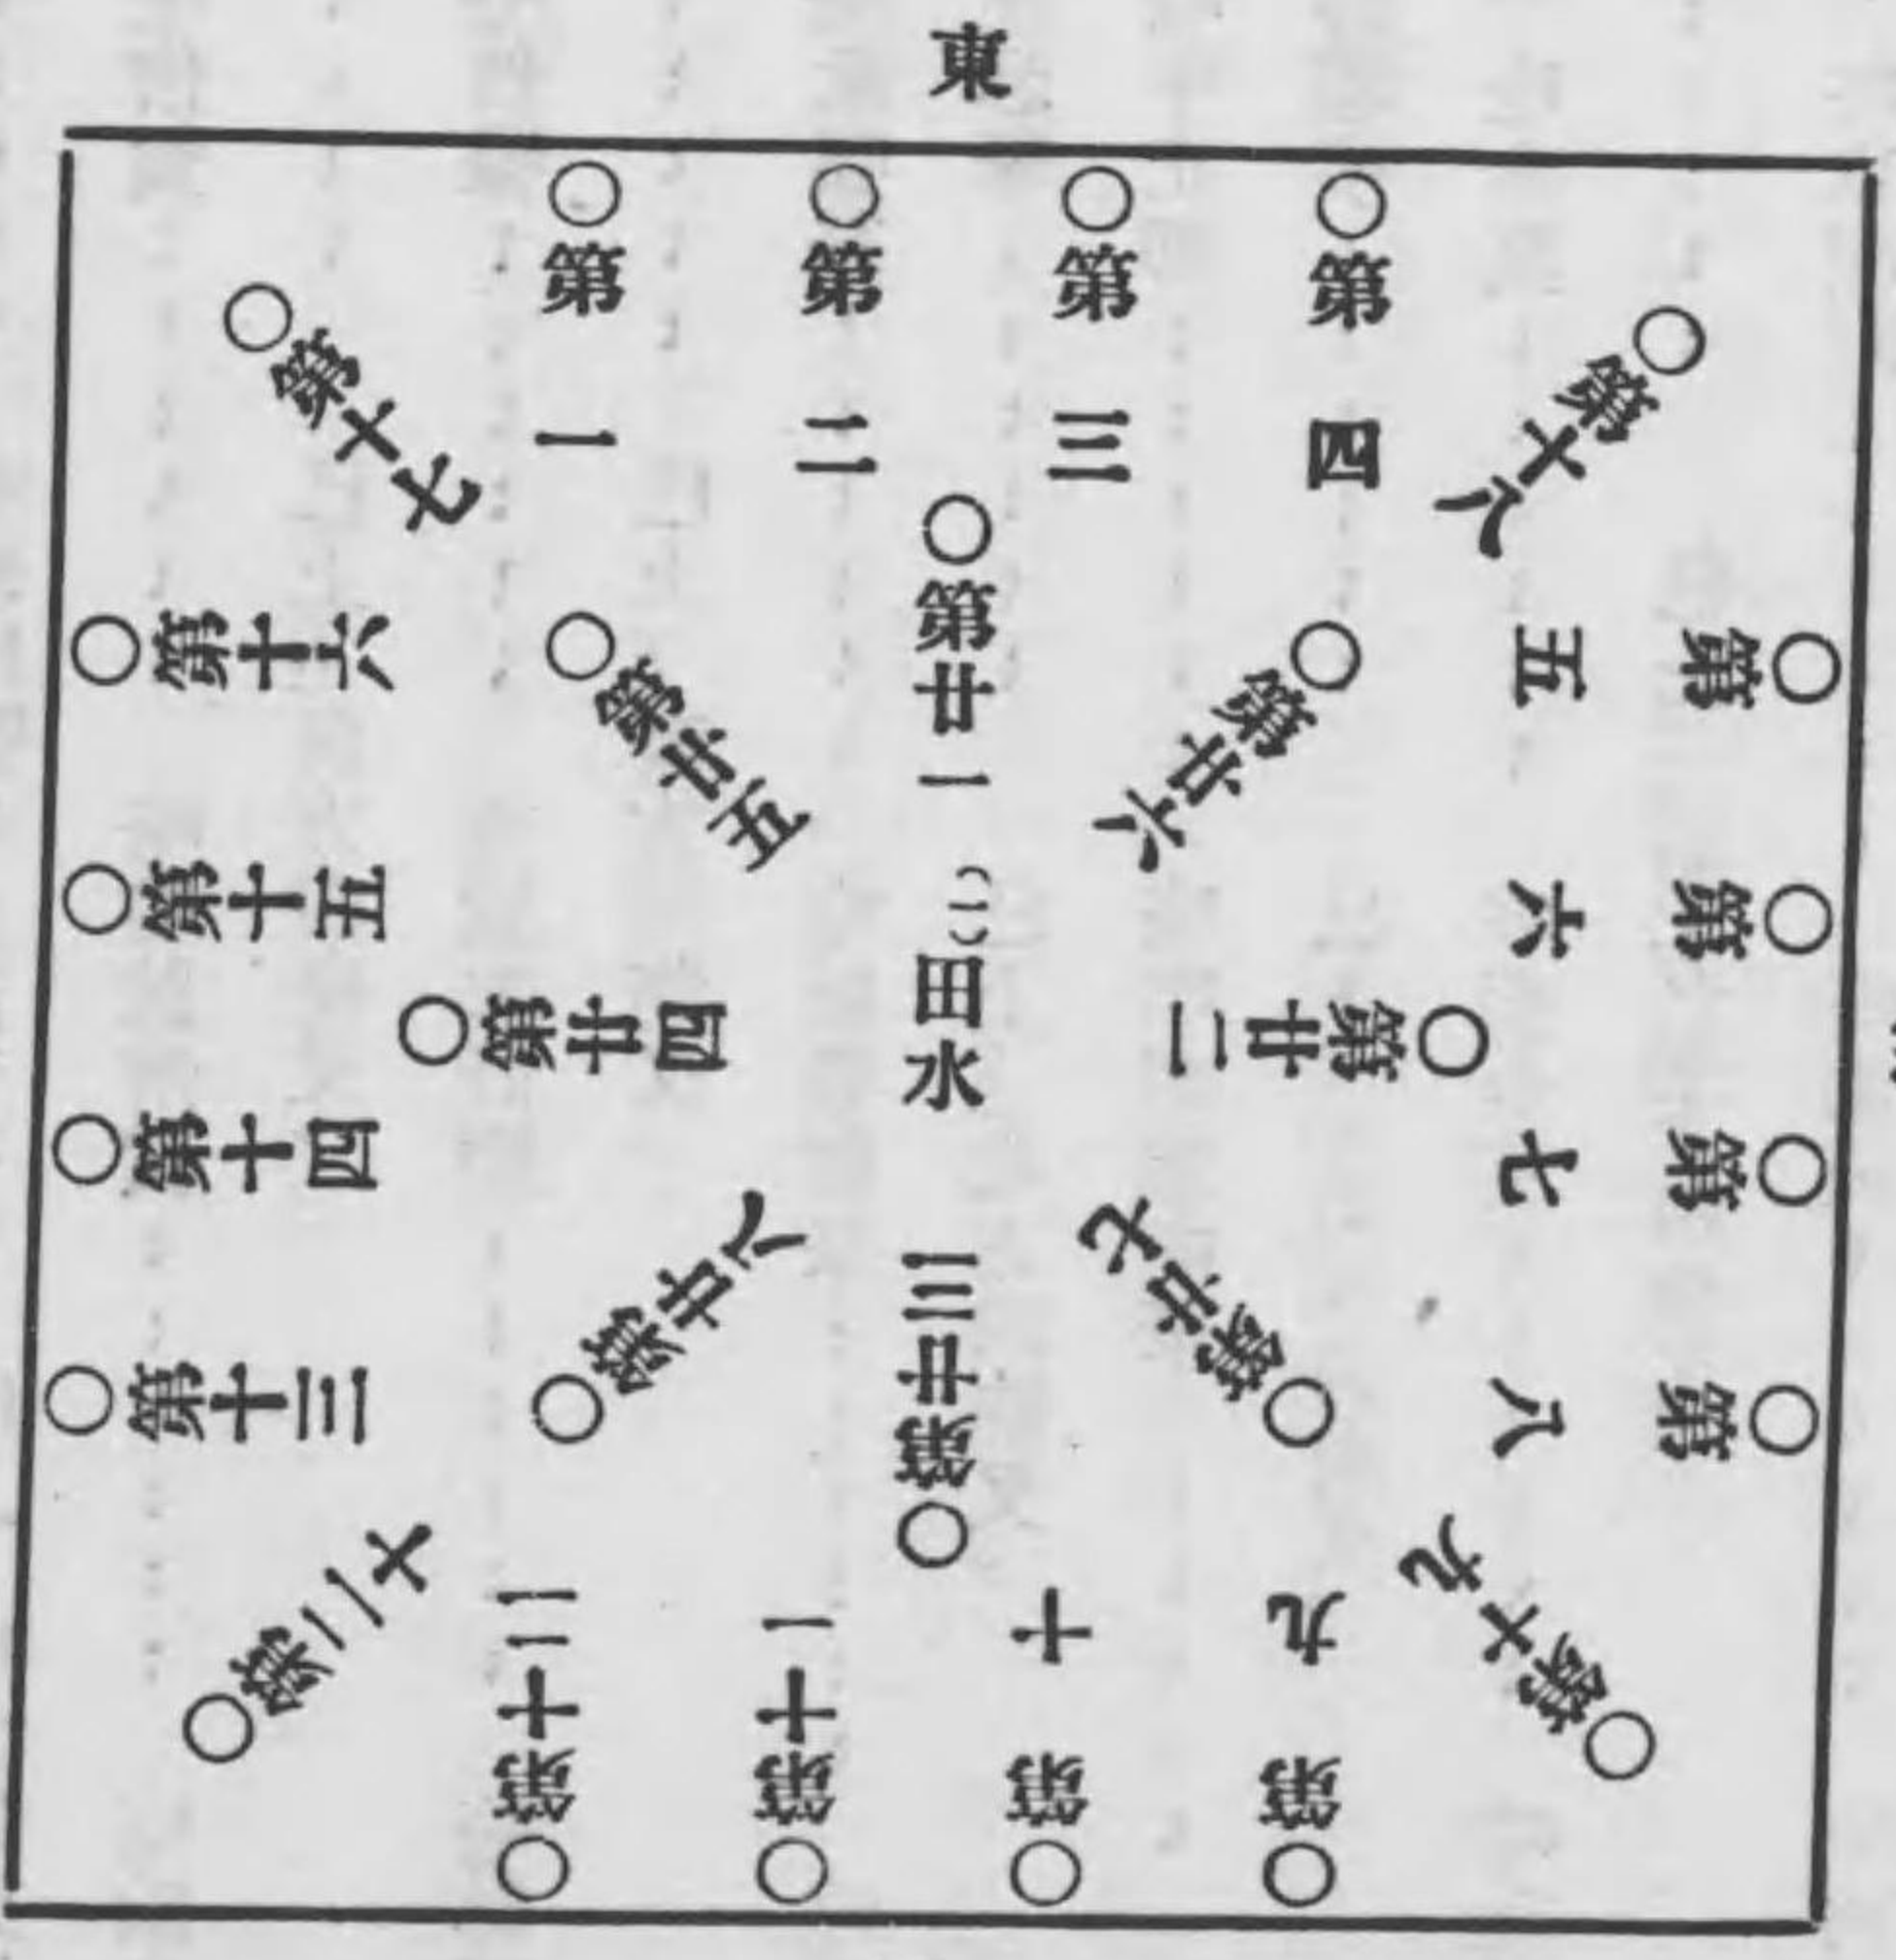 東
第一
第二
第三
第四
第五
第六
第七
第八
第九
第十
第十一
第十二
第十三
第十四
第十五
第十六
第十七
第十八
第十九
第二十
第廿一
第廿二
第廿三
第廿四
第廿五
第廿六
第廿七
第廿八
(一)田水